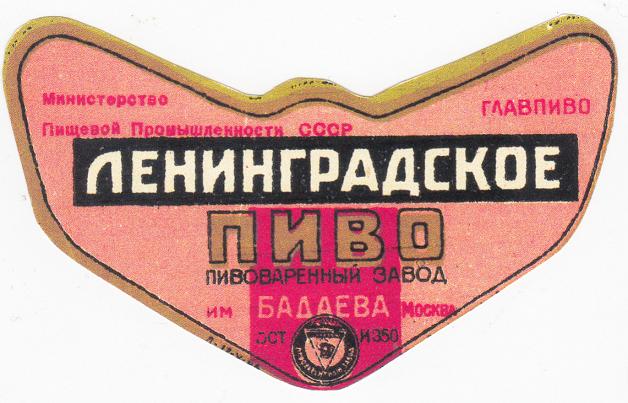 Министерство
Пищевой Промышленности СССР
ГЛАВПИВО
ЛЕНИНГРАДСКОЕ
ПИВО
ПИВОВАРЕННЫЙ ЗАВОД
им БАДАЕВА Москва
ОСТ И 350